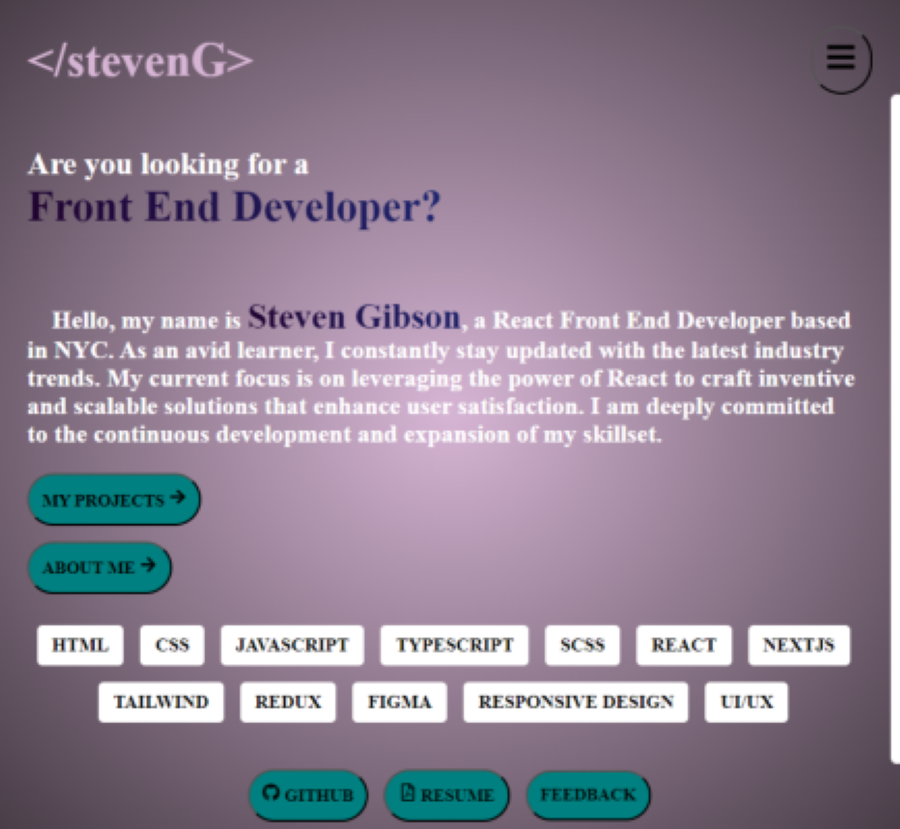 </stevenG>
Are you looking for a
Front End Developer?
Hello, my name is Steven Gibson, a React Front End Developer based
in NYC. As an avid learner, I constantly stay updated with the latest industry
trends. My current focus is on leveraging the power of React to craft inventive
and scalable solutions that enhance user satisfaction. I am deeply committed
to the continuous development and expansion of my skillset.
MY PROJECTS →
ABOUT ME →
HTML CSS JAVASCRIPT TYPESCRIPT SCSS REACT NEXTJS
TAILWIND REDUX FIGMA RESPONSIVE DESIGN UI/UX
GITHUB RESUME FEEDBACK